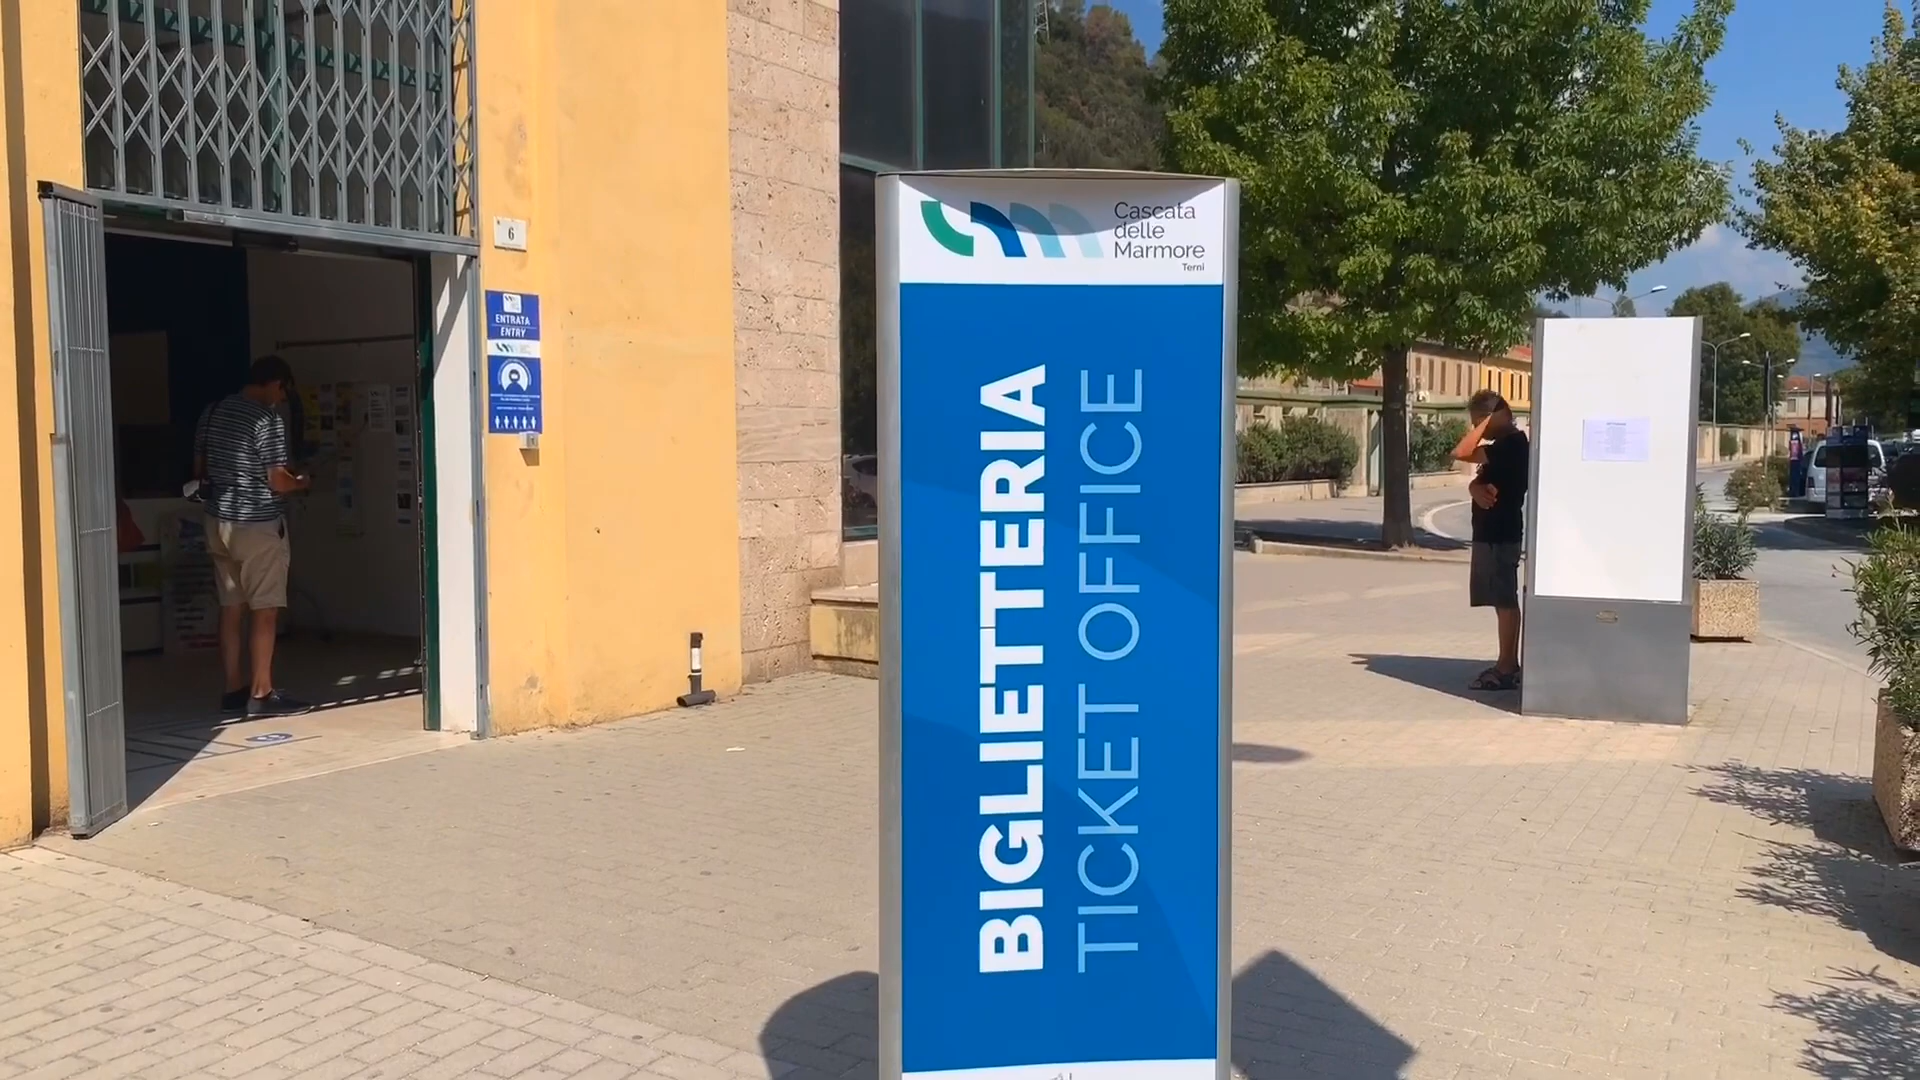 6
ENTRATA
ENTRY
Cascata
delle
Marmore
Terni
BIGLIETTERIA
TICKET OFFICE